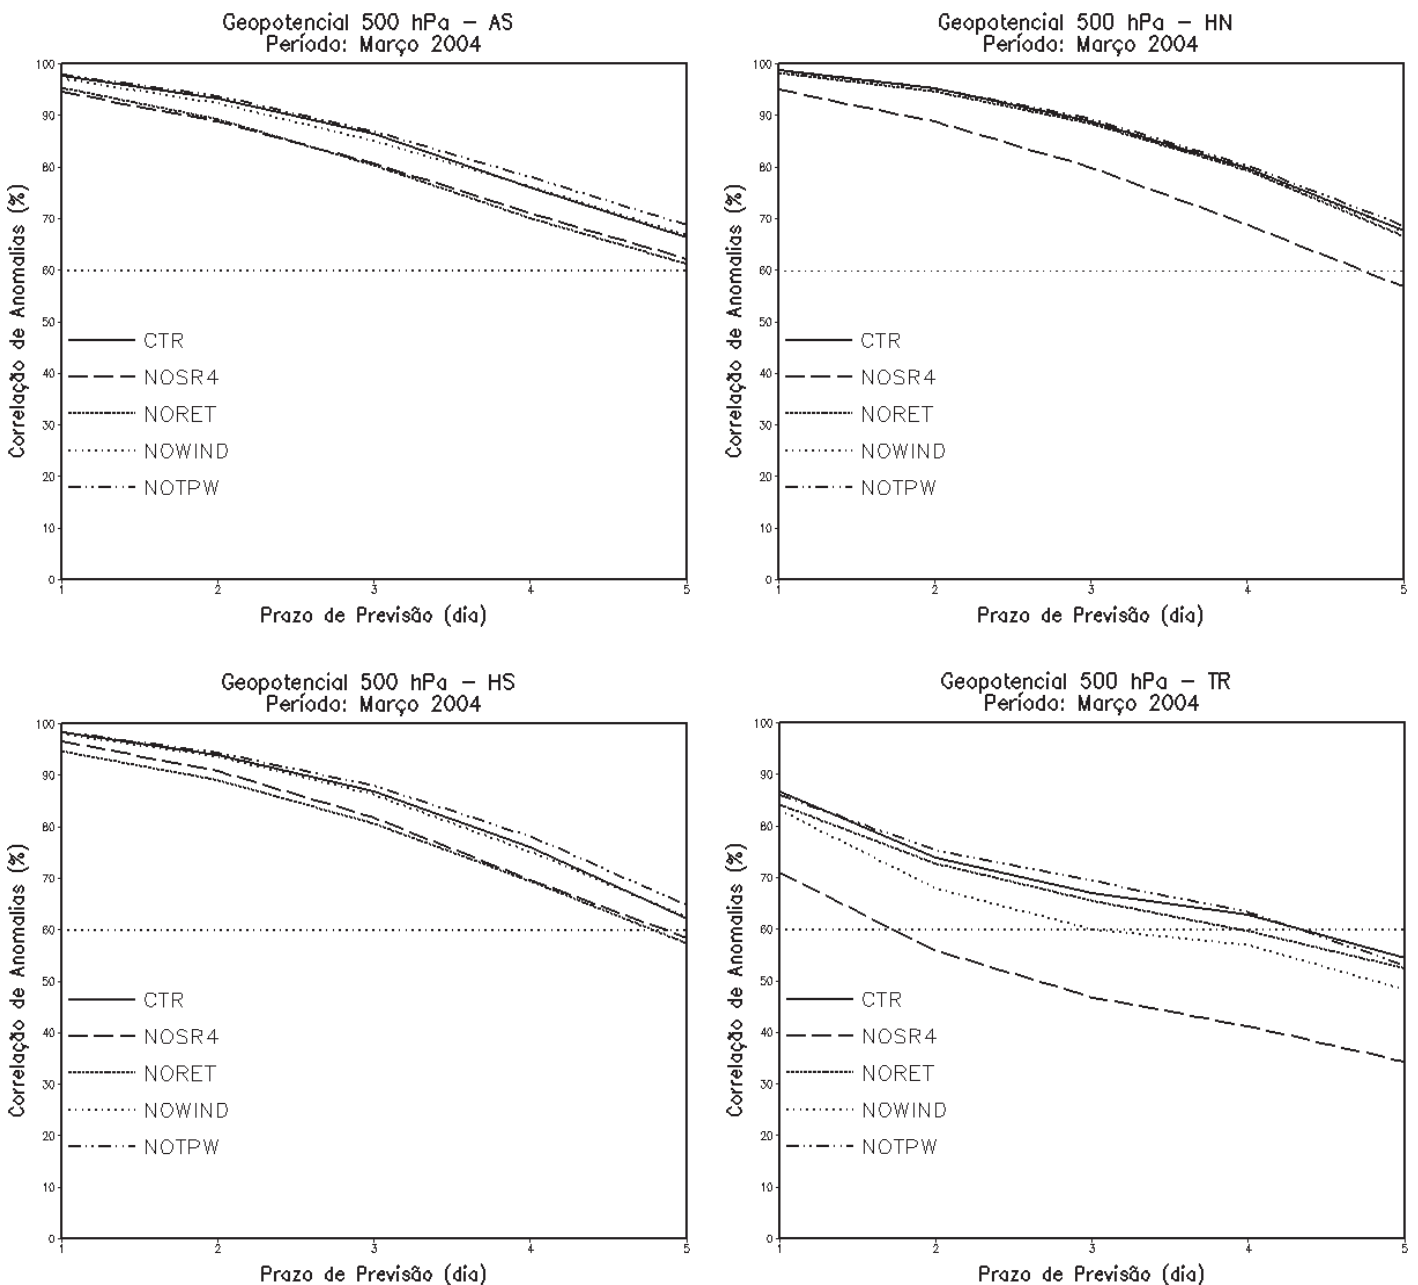 Geopotencial 500 hPa – AS
Período: Março 2004
Correlação de Anomalias (%)
100
90
80
70
60
50
40
30
20
10
0
CTR
NOSR4
NORET
NOWIND
NOTPW
1 2 3 4 5
Prazo de Previsão (dia)
Geopotencial 500 hPa – HN
Período: Março 2004
Correlação de Anomalias (%)
100
90
80
70
60
50
40
30
20
10
0
CTR
NOSR4
NORET
NOWIND
NOTPW
1 2 3 4 5
Prazo de Previsão (dia)
Geopotencial 500 hPa – HS
Período: Março 2004
Correlação de Anomalias (%)
100
90
80
70
60
50
40
30
20
10
0
CTR
NOSR4
NORET
NOWIND
NOTPW
1 2 3 4 5
Prazo de Previsão (dia)
Geopotencial 500 hPa – TR
Período: Março 2004
Correlação de Anomalias (%)
100
90
80
70
60
50
40
30
20
10
0
CTR
NOSR4
NORET
NOWIND
NOTPW
1 2 3 4 5
Prazo de Previsão (dia)